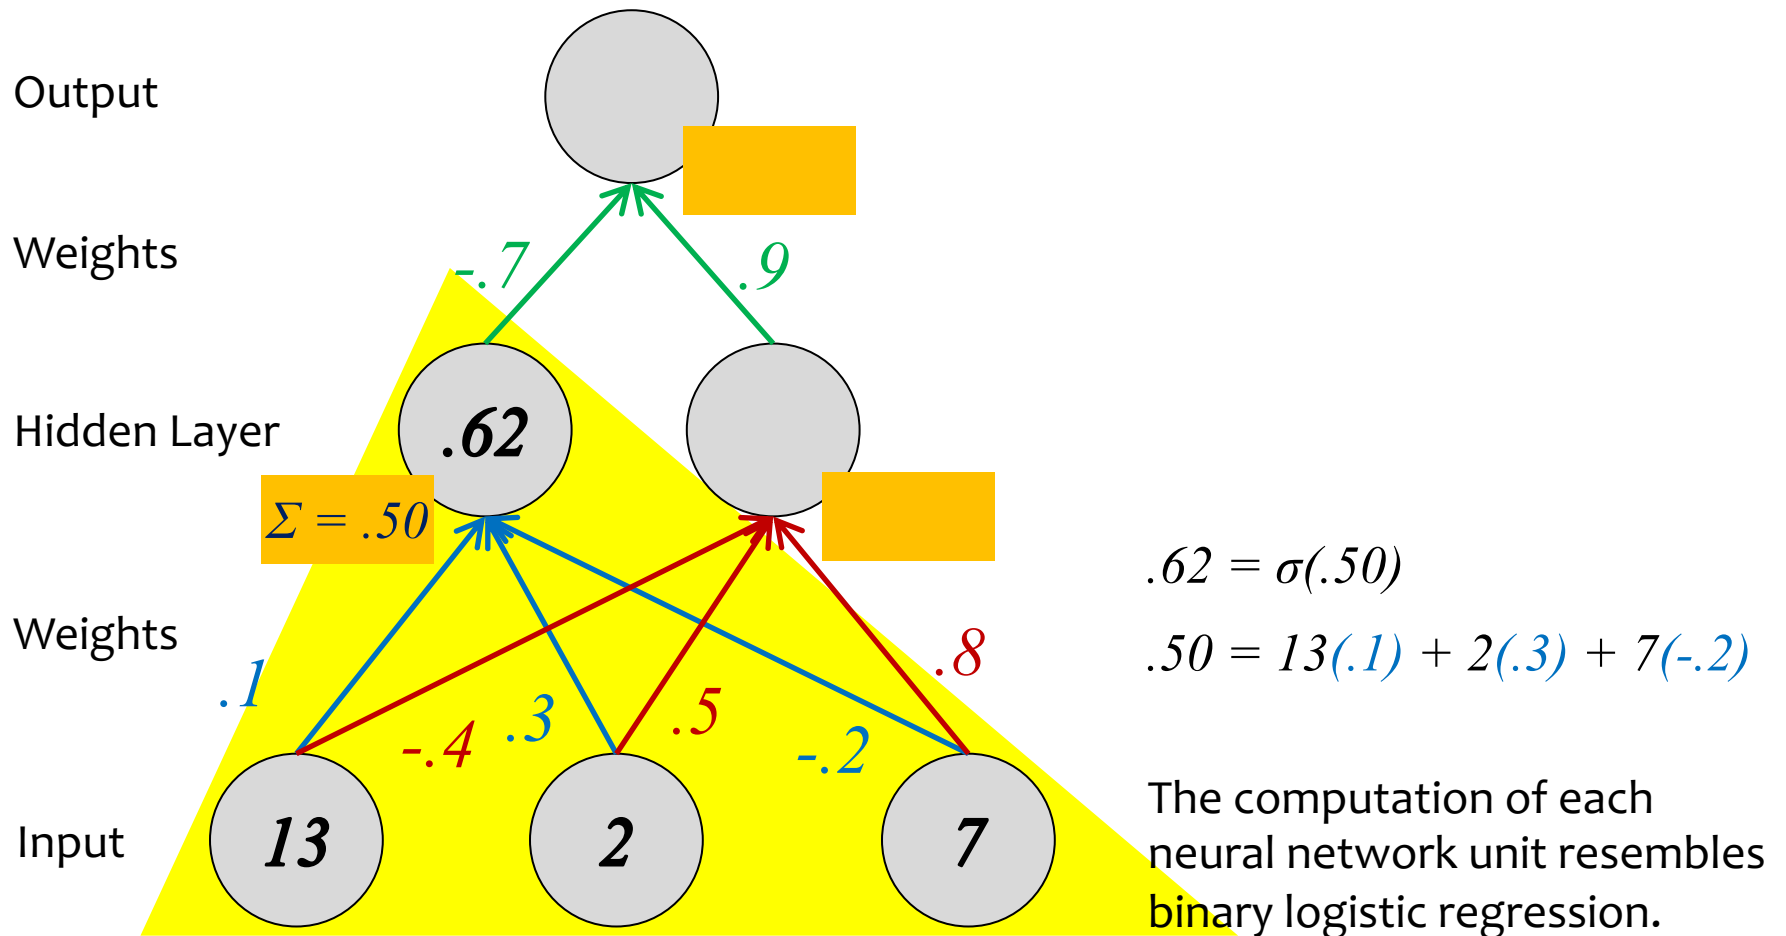 Output
Weights
-.7
.9
Hidden Layer
.62
Σ = .50
.62 = σ(.50)
.50 = 13(.1) + 2(.3) + 7(-.2)
Weights
.1
-.4
.3
.5
-.2
.8
Input
13
2
7
The computation of each
neural network unit resembles
binary logistic regression.